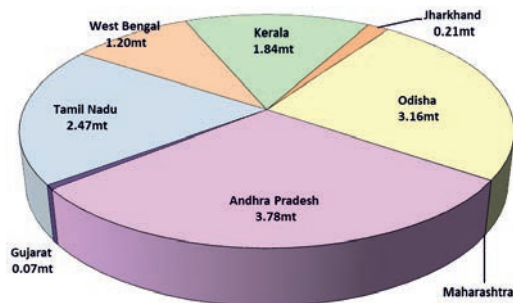 West Bengal
1.20mt
Kerala
1.84mt
Jharkhand
0.21mt
Odisha
3.16mt
Tamil Nadu
2.47mt
Andhra Pradesh
3.78mt
Gujarat
0.07mt
Maharashtra